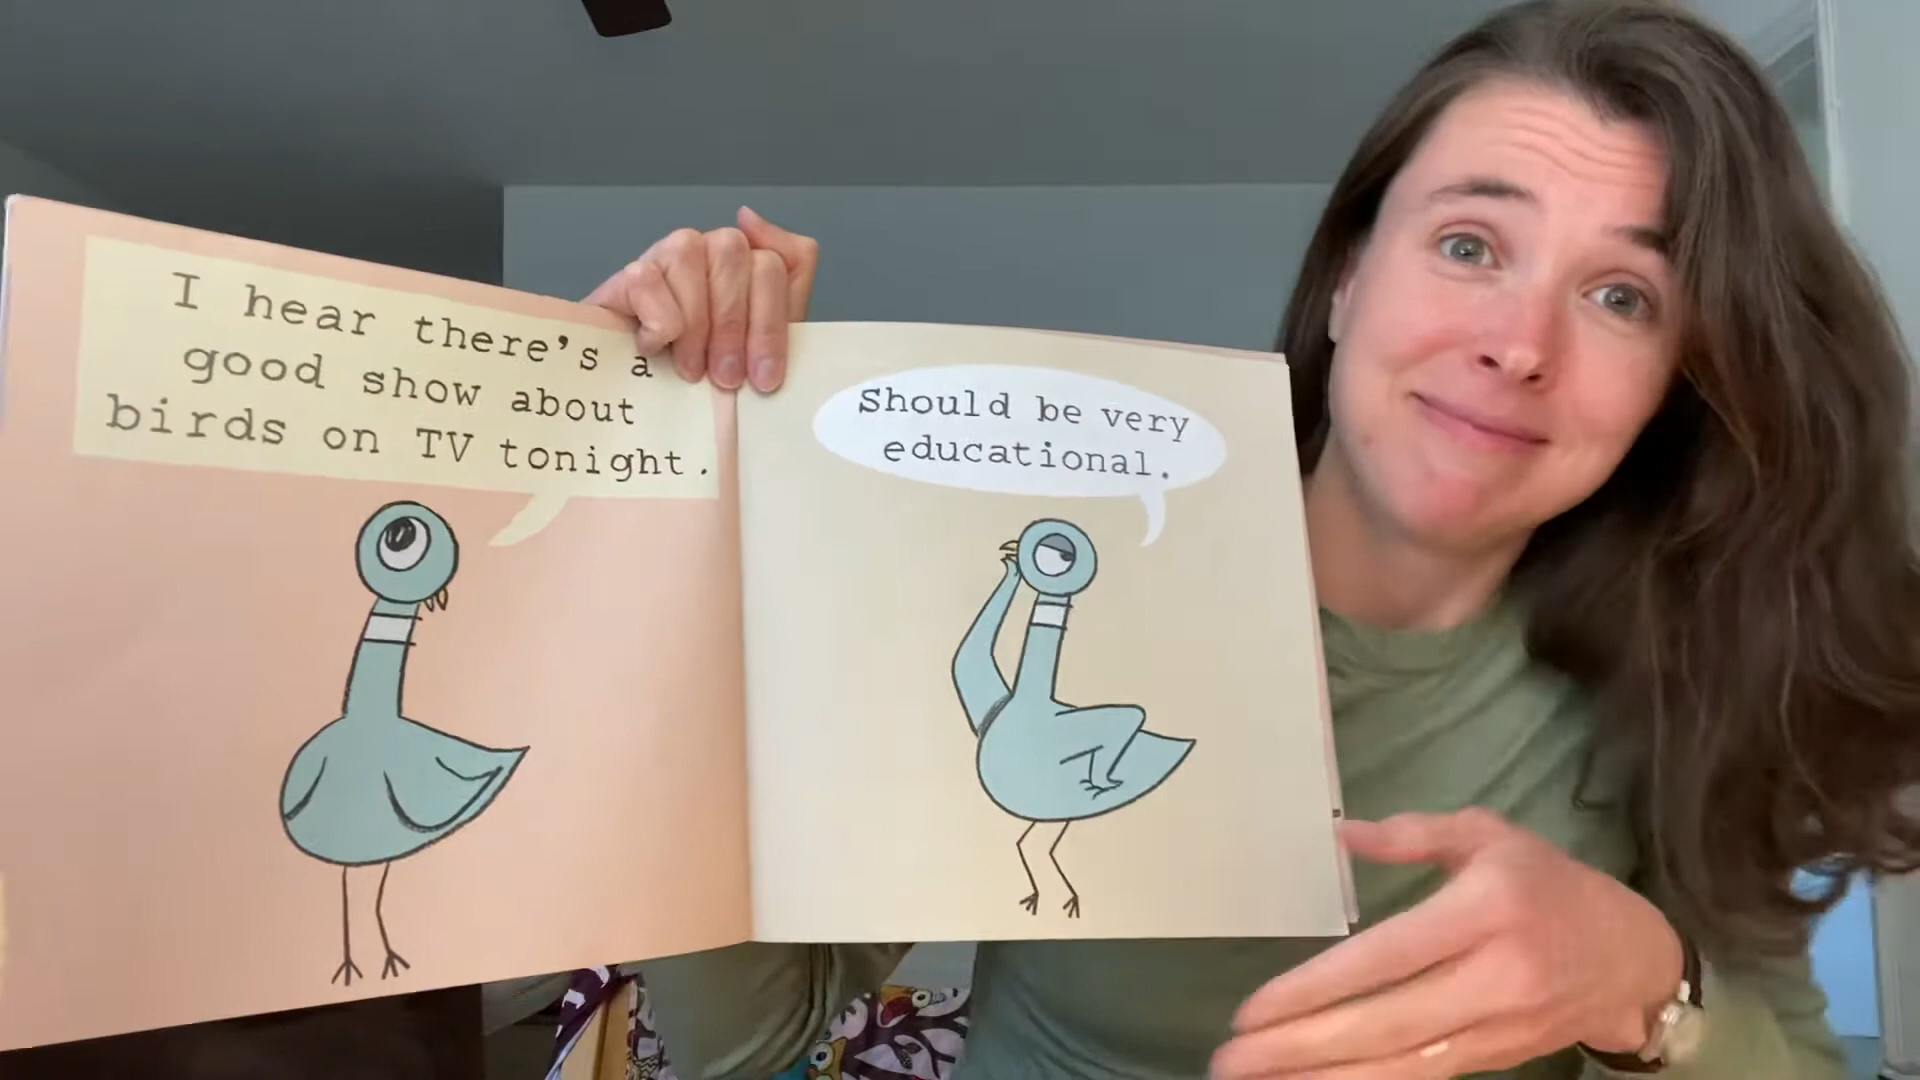 I hear there's a
good show about
birds on TV tonight.
Should be very
educational.